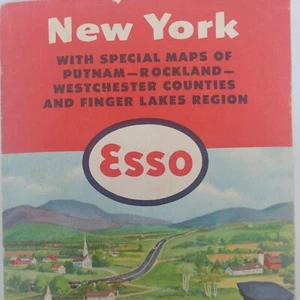 New York
WITH SPECIAL MAPS OF
PUTNAM—ROCKLAND—
WESTCHESTER COUNTIES
AND FINGER LAKES REGION
Esso